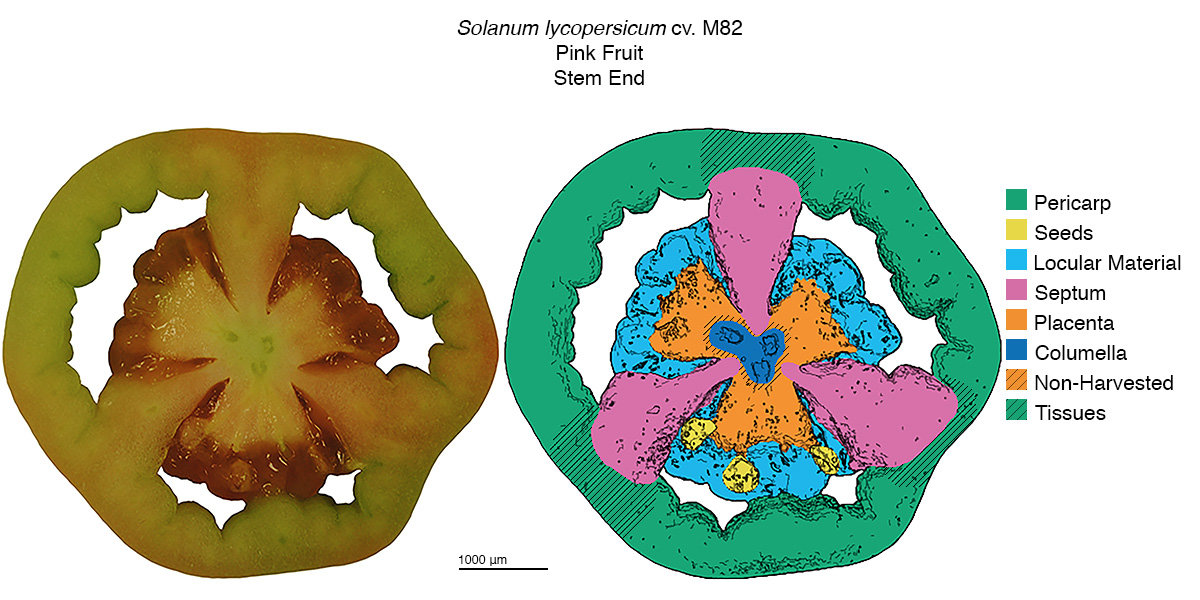 Solanum lycopersicum cv. M82
Pink Fruit
Stem End
Pericarp
Seeds
Locular Material
Septum
Placenta
Columella
Non-Harvested
Tissues
1000 µm